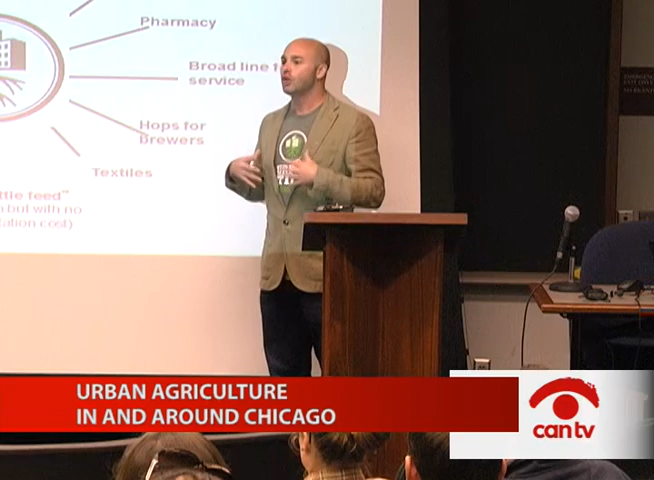 Pharmacy
Broad line f
service
Hops for
brewers
Textiles
ttle feed"
n but with no
tation cost)
URBAN AGRICULTURE
IN AND AROUND CHICAGO
can tv